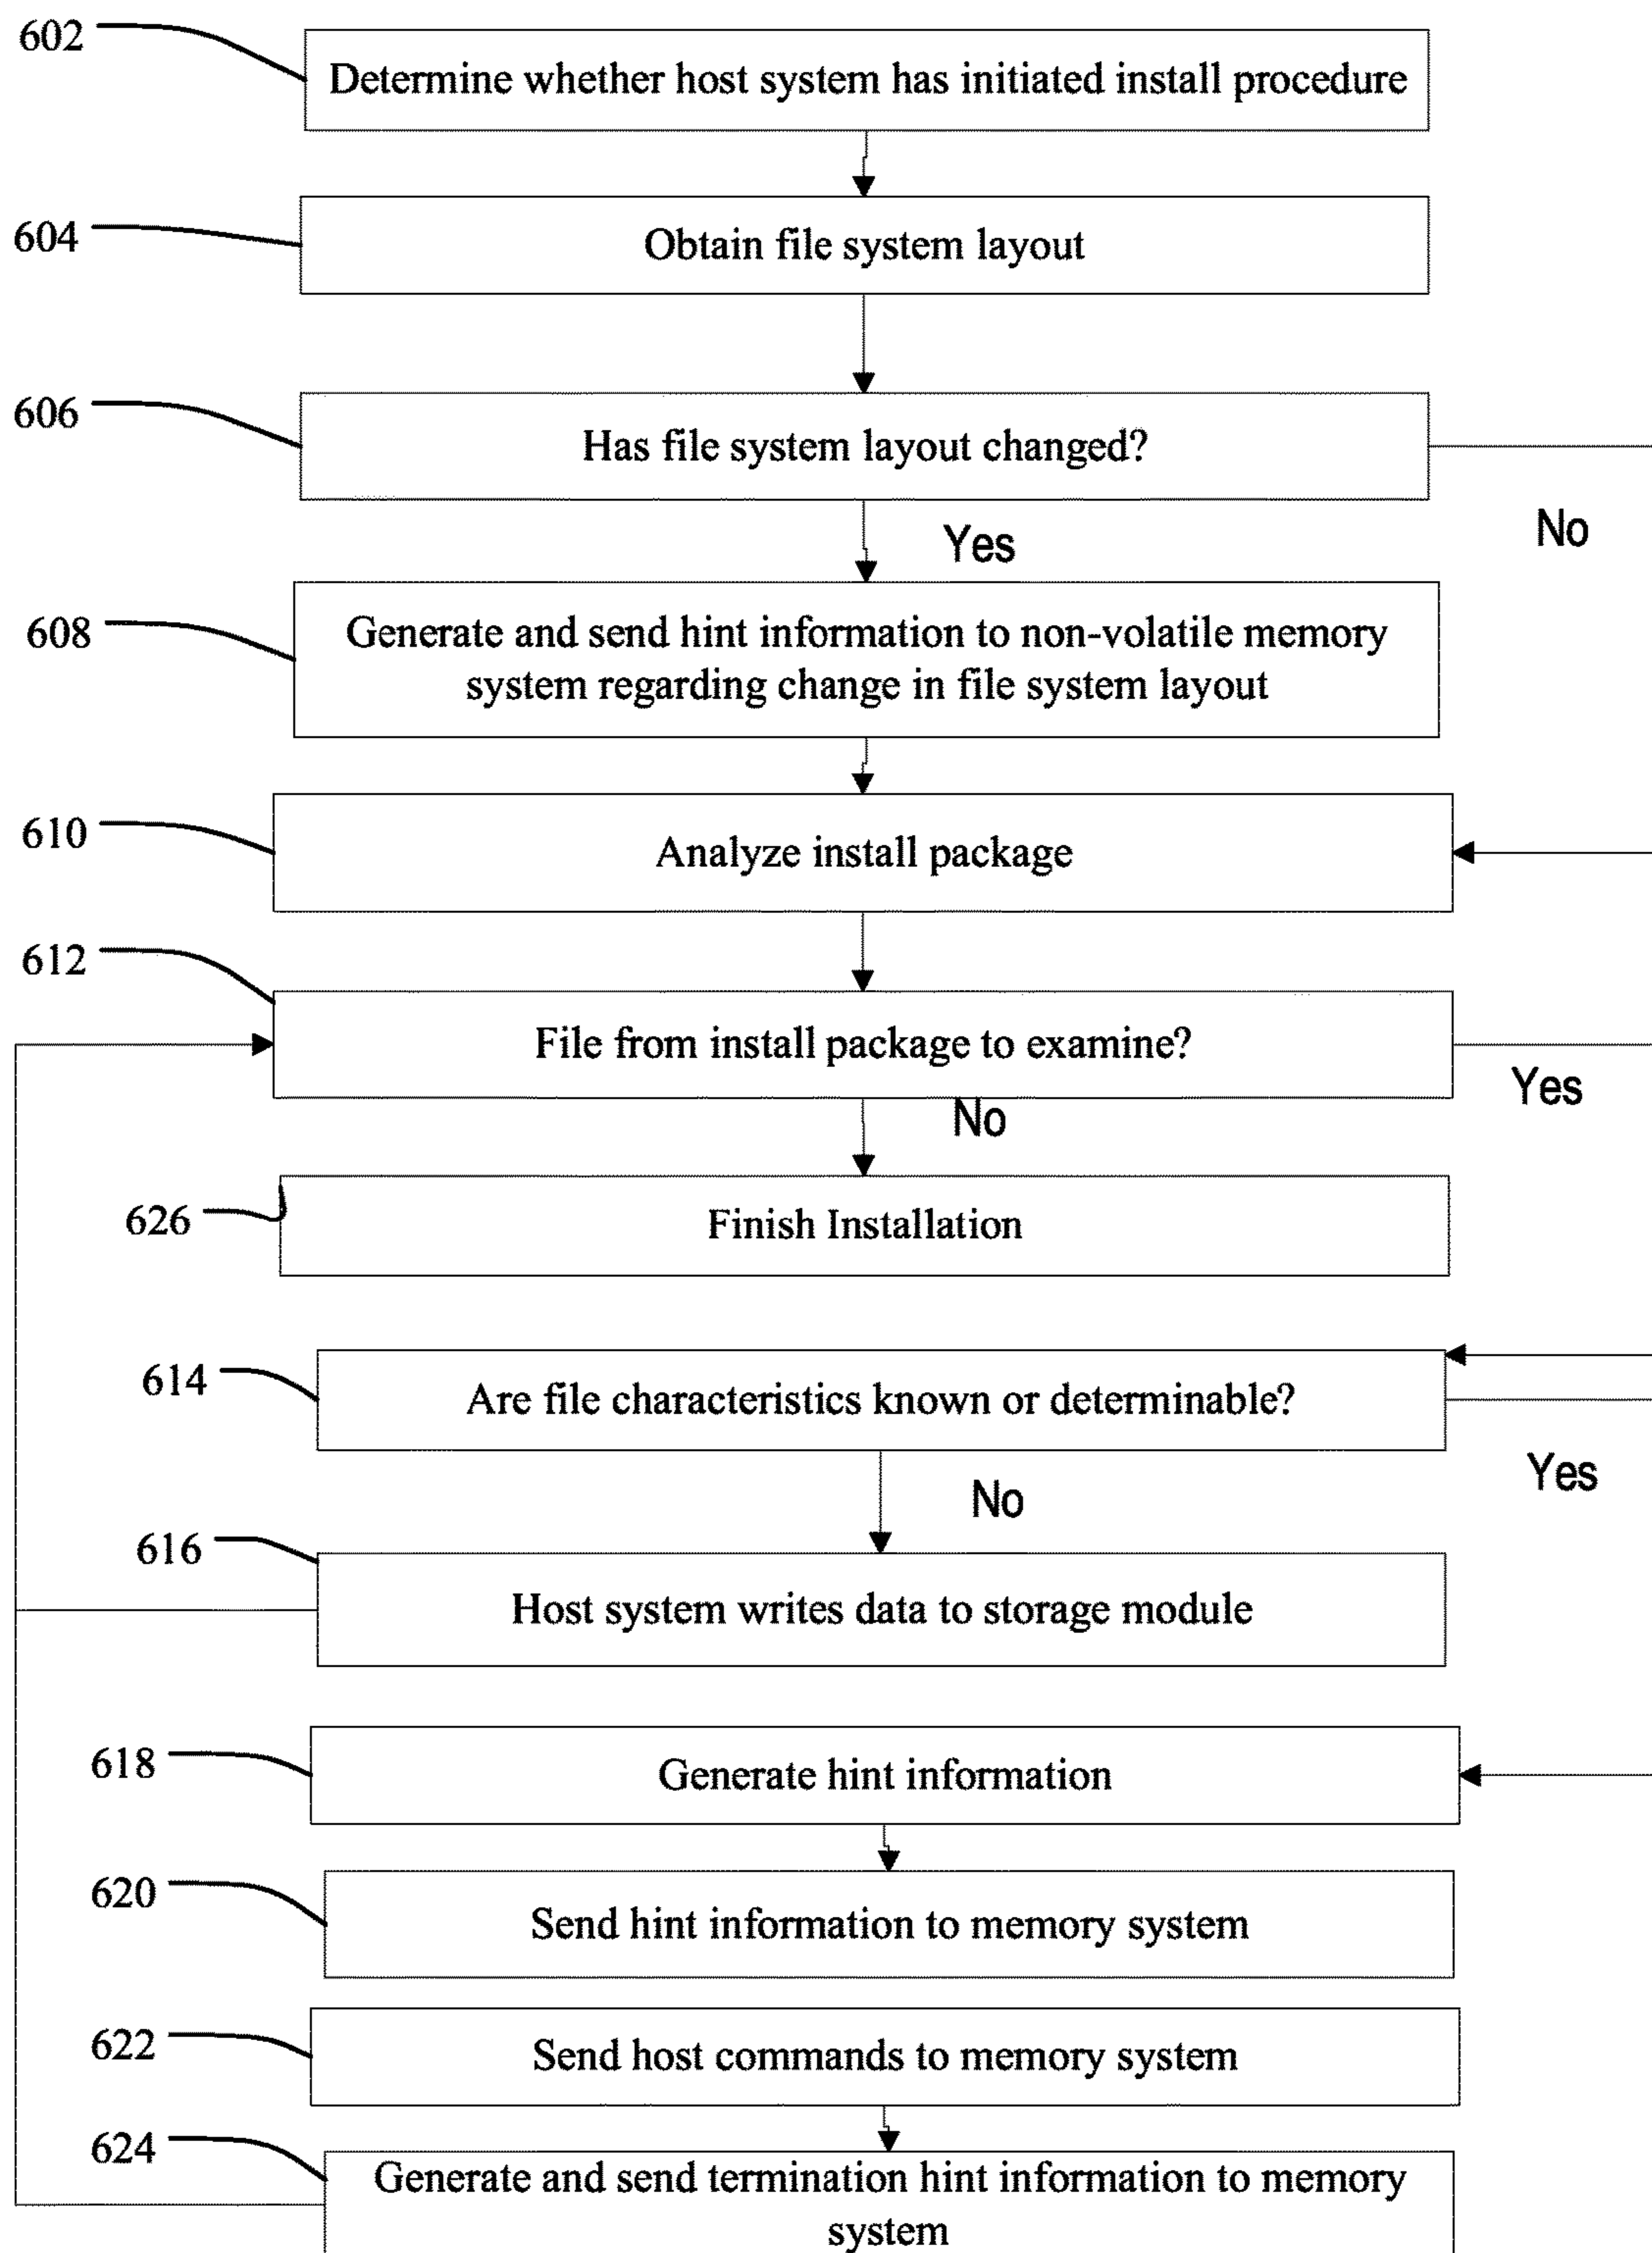 602
Determine whether host system has initiated install procedure
604
Obtain file system layout
606
Has file system layout changed?
No
Yes
608
Generate and send hint information to non-volatile memory
system regarding change in file system layout
610
Analyze install package
612
File from install package to examine?
Yes
No
626
Finish Installation
614
Are file characteristics known or determinable?
Yes
No
616
Host system writes data to storage module
618
Generate hint information
620
Send hint information to memory system
622
Send host commands to memory system
624
Generate and send termination hint information to memory
system